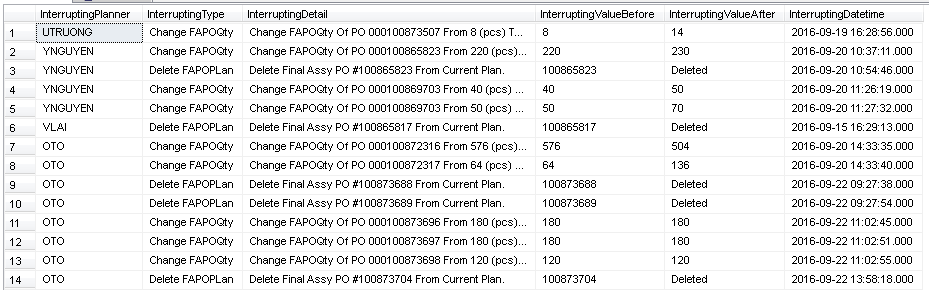 InterruptingPlanner InterruptingType InterruptingDetail InterruptingValueBefore InterruptingValueAfter InterruptingDatetime
1 UTRUONG Change FAPOQty Change FAPOQty Of PO 000100873507 From 8 (pcs) T... 8 14 2016-09-19 16:28:56.000
2 YNGUYEN Change FAPOQty Change FAPOQty Of PO 000100865823 From 220 (pcs)... 220 230 2016-09-20 10:37:11.000
3 YNGUYEN Delete FAPOPLan Delete Final Assy PO #100865823 From Current Plan. 100865823 Deleted 2016-09-20 10:54:46.000
4 YNGUYEN Change FAPOQty Change FAPOQty Of PO 000100869703 From 40 (pcs) ... 40 50 2016-09-20 11:26:19.000
5 YNGUYEN Change FAPOQty Change FAPOQty Of PO 000100869703 From 50 (pcs) ... 50 70 2016-09-20 11:27:32.000
6 VLAI Delete FAPOPLan Delete Final Assy PO #100865817 From Current Plan. 100865817 Deleted 2016-09-15 16:29:13.000
7 OTO Change FAPOQty Change FAPOQty Of PO 000100872316 From 576 (pcs)... 576 504 2016-09-20 14:33:35.000
8 OTO Change FAPOQty Change FAPOQty Of PO 000100872317 From 64 (pcs) ... 64 136 2016-09-20 14:33:40.000
9 OTO Delete FAPOPLan Delete Final Assy PO #100873688 From Current Plan. 100873688 Deleted 2016-09-22 09:27:38.000
10 OTO Delete FAPOPLan Delete Final Assy PO #100873689 From Current Plan. 100873689 Deleted 2016-09-22 09:27:54.000
11 OTO Change FAPOQty Change FAPOQty Of PO 000100873696 From 180 (pcs)... 180 180 2016-09-22 11:02:45.000
12 OTO Change FAPOQty Change FAPOQty Of PO 000100873697 From 180 (pcs)... 180 180 2016-09-22 11:02:51.000
13 OTO Change FAPOQty Change FAPOQty Of PO 000100873698 From 120 (pcs)... 120 120 2016-09-22 11:02:55.000
14 OTO Delete FAPOPLan Delete Final Assy PO #100873704 From Current Plan. 100873704 Deleted 2016-09-22 13:58:18.000